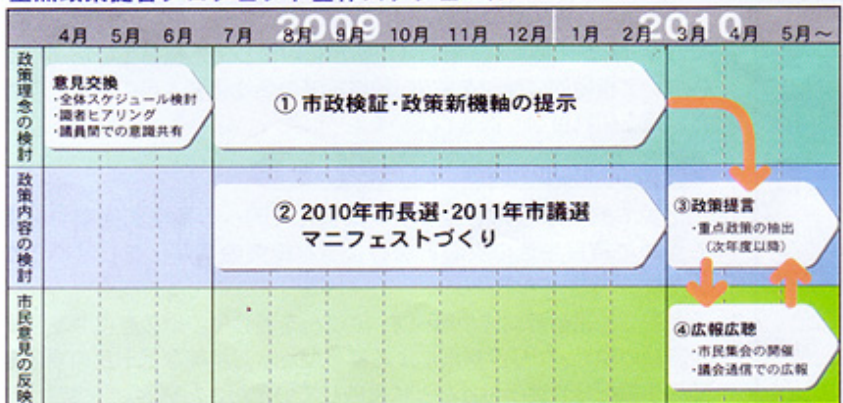 2009
2010
4月 5月 6月 7月 8月 9月 10月 11月 12月 1月 2月 3月 4月 5月~
政策理念の検討
意見交換
・全体スケジュール検討
・識者ヒアリング
・議員間での意識共有
① 市政検証・政策新機軸の提示
政策内容の検討
② 2010年市長選・2011年市議選
マニフェストづくり
③政策提言
・重点政策の抽出
(次年度以降)
市民意見の反映
④広報広聴
・市民集会の開催
・議会通信での広報